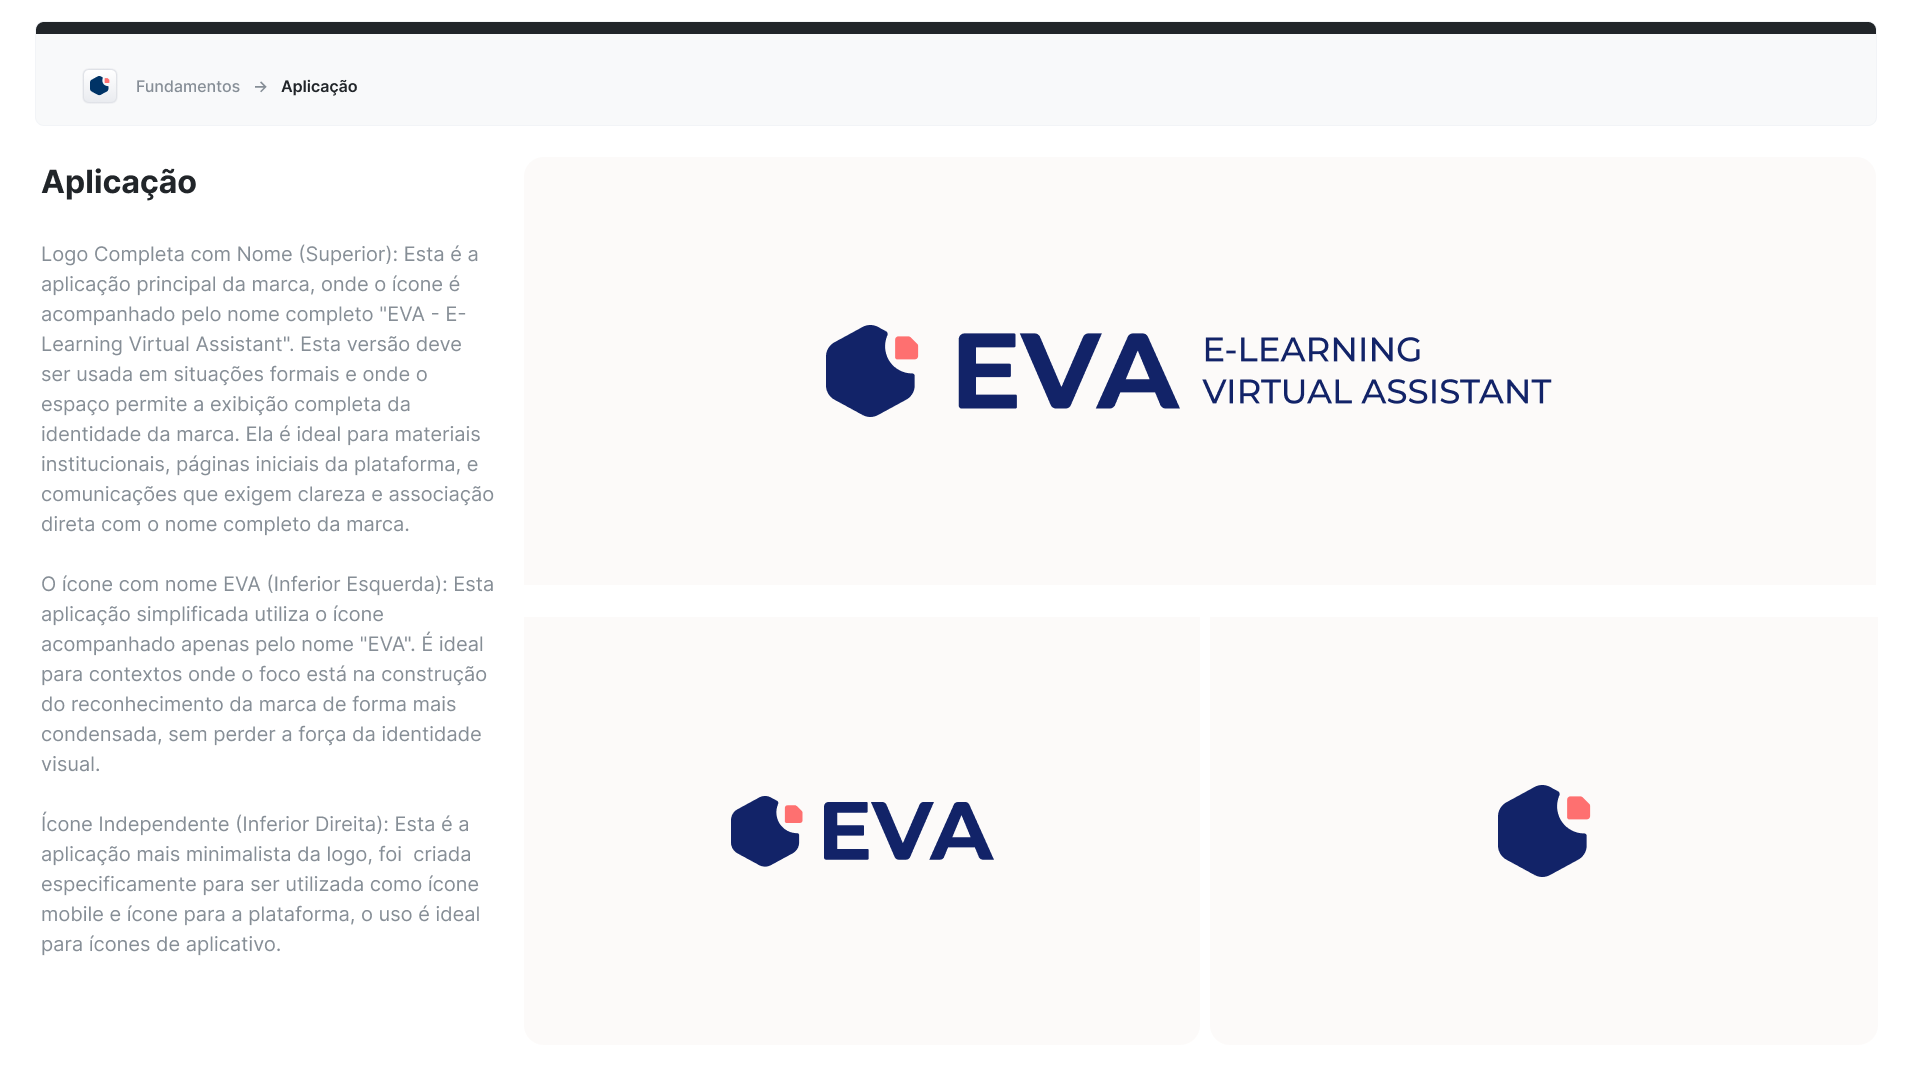 Fundamentos → Aplicação
Aplicação
Logo Completa com Nome (Superior): Esta é a
aplicação principal da marca, onde o ícone é
acompanhado pelo nome completo "EVA - E-
Learning Virtual Assistant". Esta versão deve
ser usada em situações formais e onde o
espaço permite a exibição completa da
identidade da marca. Ela é ideal para materiais
institucionais, páginas iniciais da plataforma, e
comunicações que exigem clareza e associação
direta com o nome completo da marca.
O ícone com nome EVA (Inferior Esquerda): Esta
aplicação simplificada utiliza o ícone
acompanhado apenas pelo nome "EVA". É ideal
para contextos onde o foco está na construção
do reconhecimento da marca de forma mais
condensada, sem perder a força da identidade
visual.
Ícone Independente (Inferior Direita): Esta é a
aplicação mais minimalista da logo, foi  criada
especificamente para ser utilizada como ícone
mobile e ícone para a plataforma, o uso é ideal
para ícones de aplicativo.
EVA
E-LEARNING
VIRTUAL ASSISTANT
EVA